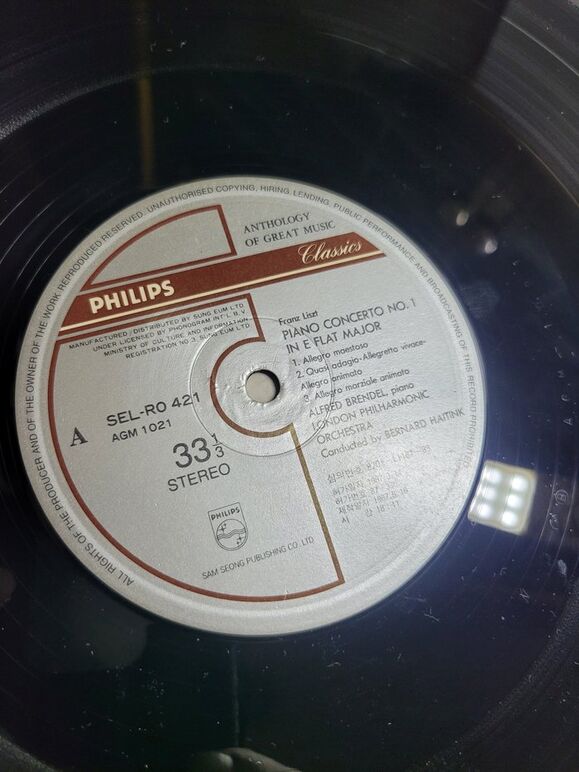 ALL RIGHTS OF THE PRODUCER AND OF THE OWNER OF THE WORK REPRODUCED RESERVED. UNAUTHORISED COPYING, HIRING, LENDING, PUBLIC PERFORMANCE AND BROADCASTING OF THIS RECORD PROHIBITED
ANTHOLOGY
OF GREAT MUSIC
Classics
PHILIPS
MANUFACTURED, DISTRIBUTED BY SUNG EUM LTD
UNDER LICENSED BY PHONOGRAM INT'L B.V.
MINISTRY OF CULTURE AND INFORMATION
REGISTRATION NO 3, SUNG EUM LTD
Franz Liszt
PIANO CONCERTO NO. 1
IN E FLAT MAJOR
1. Allegro maestoso
2. Quasi adagio-Allegretto vivace-
Allegro animato
3. Allegro marziale animato
ALFRED BRENDEL, piano
LONDON PHILHARMONIC
ORCHESTRA
Conducted by BERNARD HAITINK
A
SEL-RO 421
AGM 1021
33 1/3
STEREO
PHILIPS
SAM SEONG PUBLISHING CO., LTD